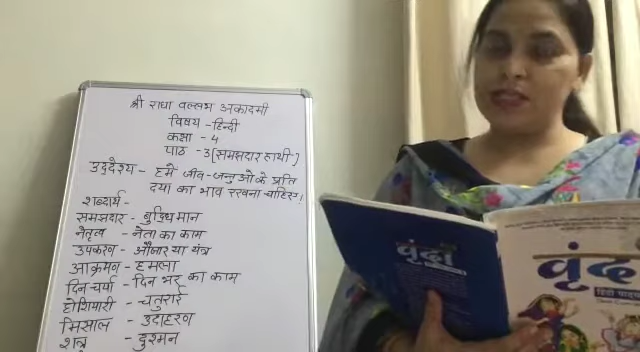 श्री राधा वल्लभ अकादमी
विषय - हिन्दी
कक्षा - 4
पाठ - 3 (समझदार हाथी)
उद्देश्य - हमें जीव-जन्तुओ के प्रति
दया का भाव रखना चाहिए।
शब्दार्थ -
समझदार - बुद्धिमान
नेतृत्व - नेता का काम
उपकरण - औजार या यंत्र
आक्रमण - हमला
दिनचर्या - दिन भर का काम
होशियारी - चतुराई
मिसाल - उदाहरण
शत्रु - दुश्मन
वृंदा
वृंदा